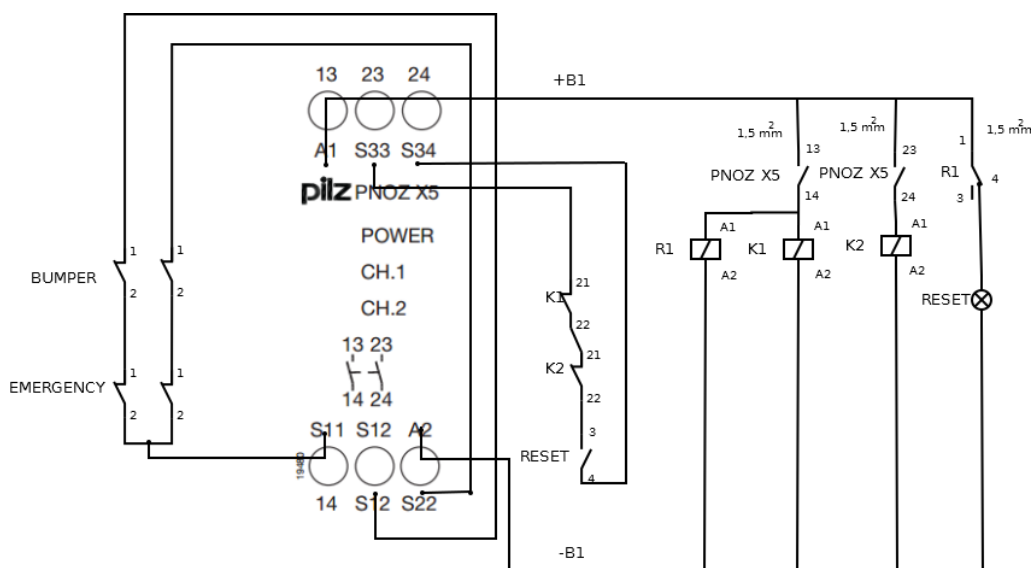 +B1
13 23 24
A1 S33 S34
pilz PNOZ X5
POWER
CH.1
CH.2
13 23
14 24
S11 S12 A2
19480
14 S12 S22
-B1
BUMPER
1 1
2 2
EMERGENCY
1 1
2 2
K1
21
22
K2
21
22
RESET
3
4
1,5 mm2
1,5 mm2
1,5 mm2
PNOZ X5
13
14
PNOZ X5
23
24
R1
1
4
3
R1
A1
A2
K1
A1
A2
K2
A1
A2
RESET